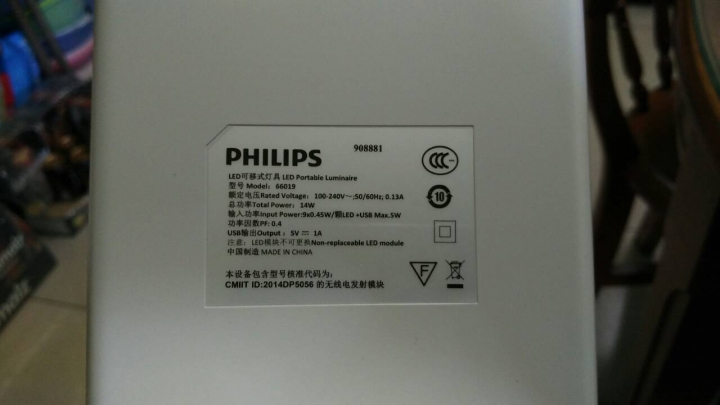 PHILIPS
908881
LED可移式灯具 LED Portable Luminaire
型号 Model: 66019
额定电压Rated Voltage: 100-240V～;50/60Hz; 0.13A
总功率Total Power: 14W
输入功率Input Power:9x0.45W/颗LED +USB Max.5W
功率因数PF: 0.4
USB输出Output : 5V ⎓ 1A
注意: LED模块不可更换Non-replaceable LED module
中国制造 MADE IN CHINA
本设备包含型号核准代码为:
CMIIT ID:2014DP5056 的无线电发射模块
CCC
10
F